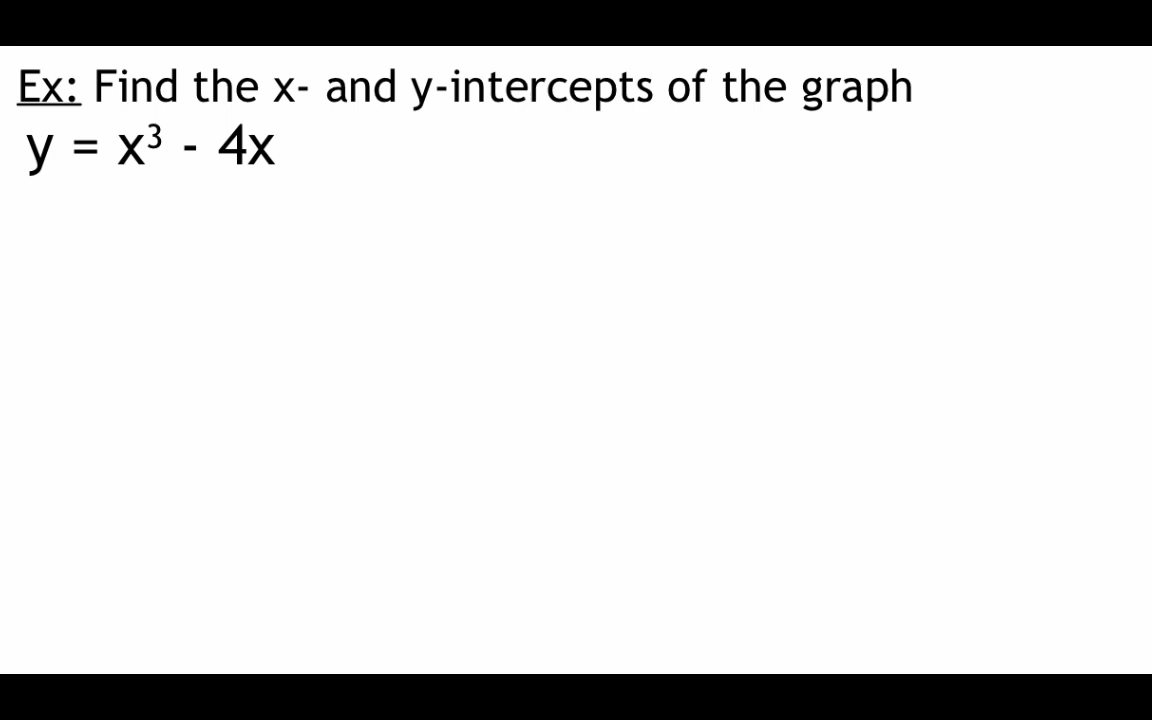 Ex: Find the x- and y-intercepts of the graph
y = x³ - 4x